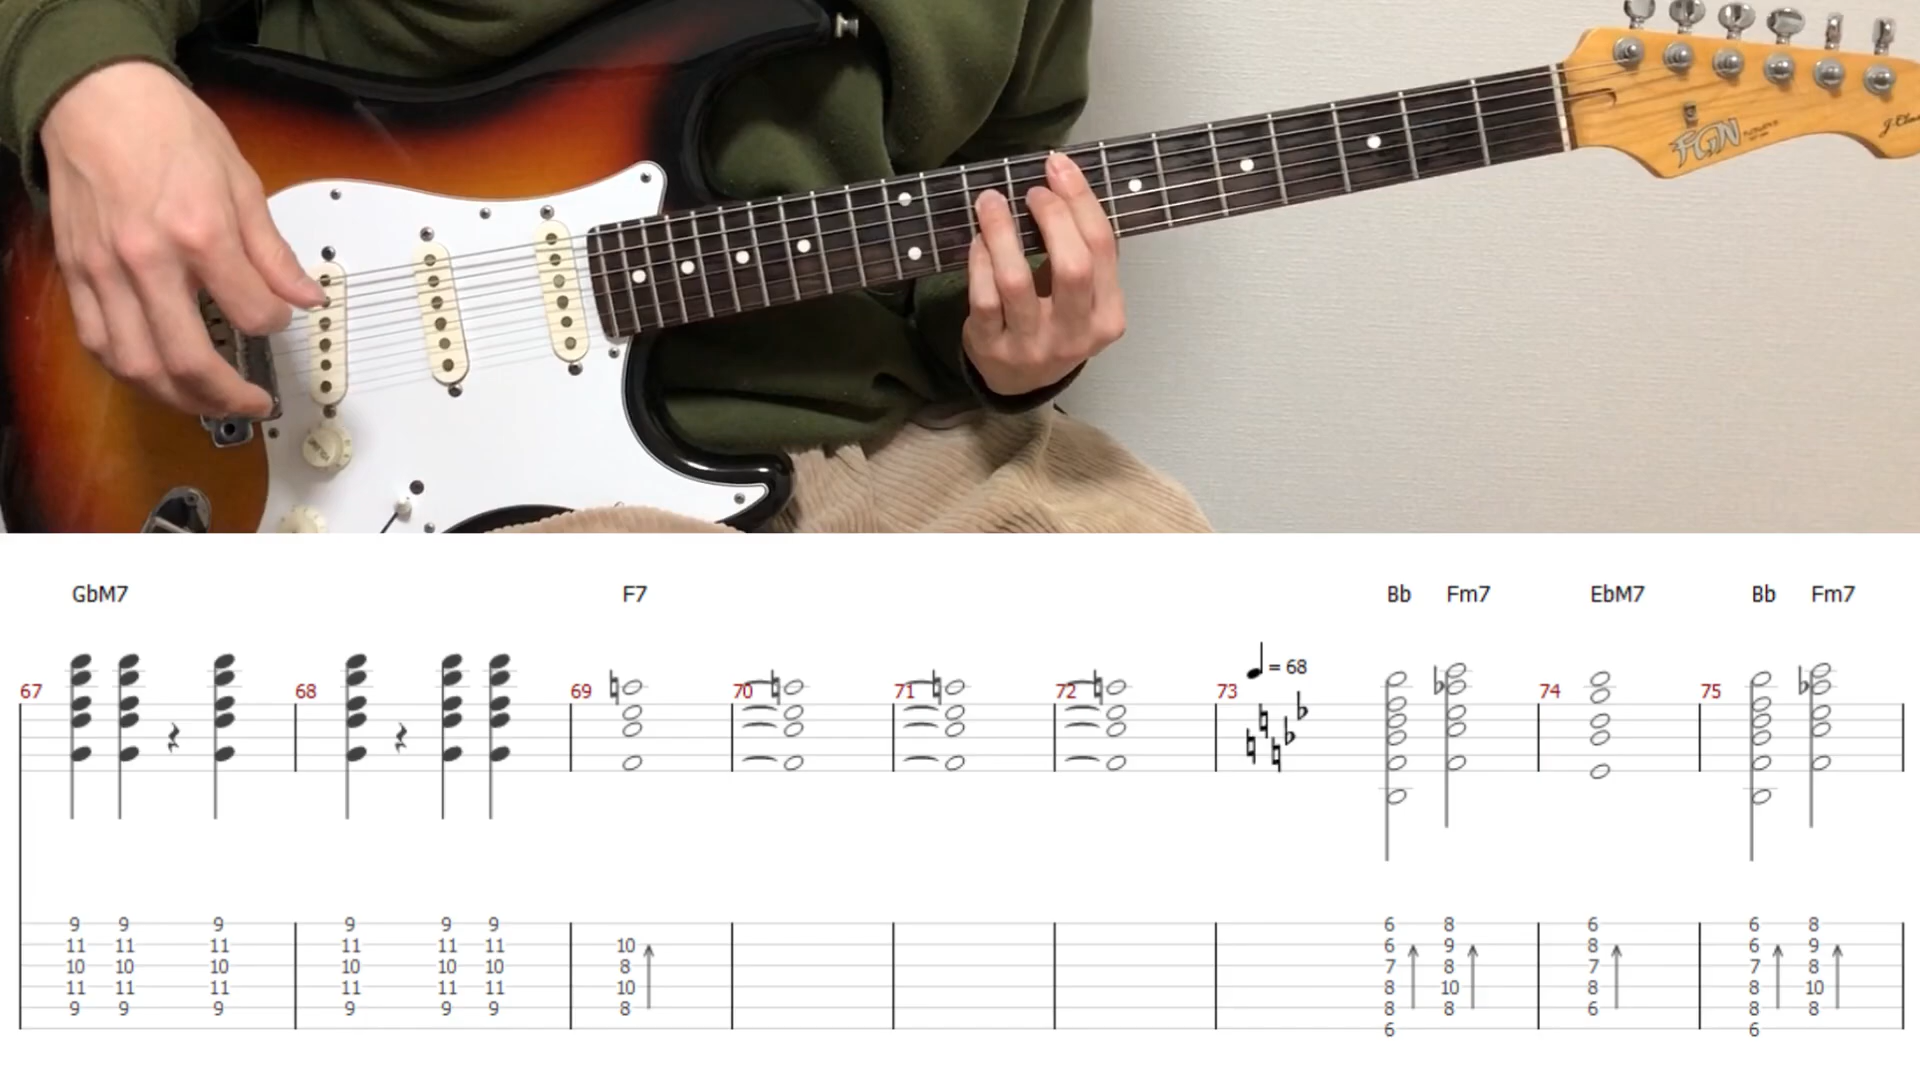 FGN
GbM7 F7 Bb Fm7 EbM7 Bb Fm7
= 68
67 68 69 70 71 72 73 74 75
9 9 9 9 9 9 6 8 6 6 8
11 11 11 11 11 11 10 6 9 8 6 9
10 10 10 10 10 10 8 7 8 7 7 8
11 11 11 11 11 11 10 8 10 8 8 10
9 9 9 9 9 9 8 8 8 6 8 8
6 6